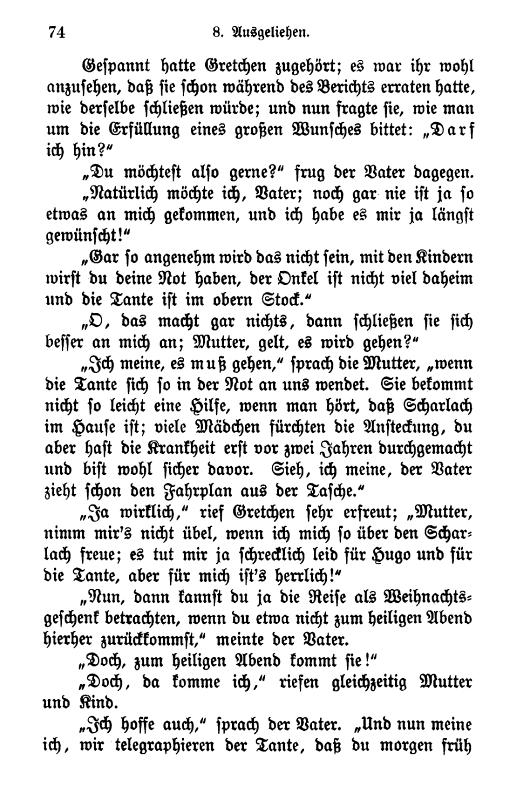 74 8. Ausgeliehen.
Gespannt hatte Gretchen zugehört; es war ihr wohl
anzusehen, daß sie schon während des Berichts erraten hatte,
wie derselbe schließen würde; und nun fragte sie, wie man
um die Erfüllung eines großen Wunsches bittet: „Darf
ich hin?“
„Du möchtest also gerne?“ frug der Vater dagegen.
„Natürlich möchte ich, Vater; noch gar nie ist ja so
etwas an mich gekommen, und ich habe es mir ja längst
gewünscht!“
„Gar so angenehm wird das nicht sein, mit den Kindern
wirst du deine Not haben, der Onkel ist nicht viel daheim
und die Tante ist im obern Stock.“
„O, das macht gar nichts, dann schließen sie sich
besser an mich an; Mutter, gelt, es wird gehen?“
„Ich meine, es muß gehen,“ sprach die Mutter, „wenn
die Tante sich so in der Not an uns wendet. Sie bekommt
nicht so leicht eine Hilfe, wenn man hört, daß Scharlach
im Hause ist; viele Mädchen fürchten die Ansteckung, du
aber hast die Krankheit erst vor zwei Jahren durchgemacht
und bist wohl sicher davor. Sieh, ich meine, der Vater
zieht schon den Fahrplan aus der Tasche.“
„Ja wirklich,“ rief Gretchen sehr erfreut; „Mutter,
nimm mir's nicht übel, wenn ich mich so über den Schar-
lach freue; es tut mir ja schrecklich leid für Hugo und für
die Tante, aber für mich ist's herrlich!“
„Nun, dann kannst du ja die Reise als Weihnachts-
geschenk betrachten, wenn du etwa nicht zum heiligen Abend
hierher zurückkommst,“ meinte der Vater.
„Doch, zum heiligen Abend kommt sie!“
„Doch, da komme ich,“ riefen gleichzeitig Mutter
und Kind.
„Ich hoffe auch,“ sprach der Vater. „Und nun meine
ich, wir telegraphieren der Tante, daß du morgen früh